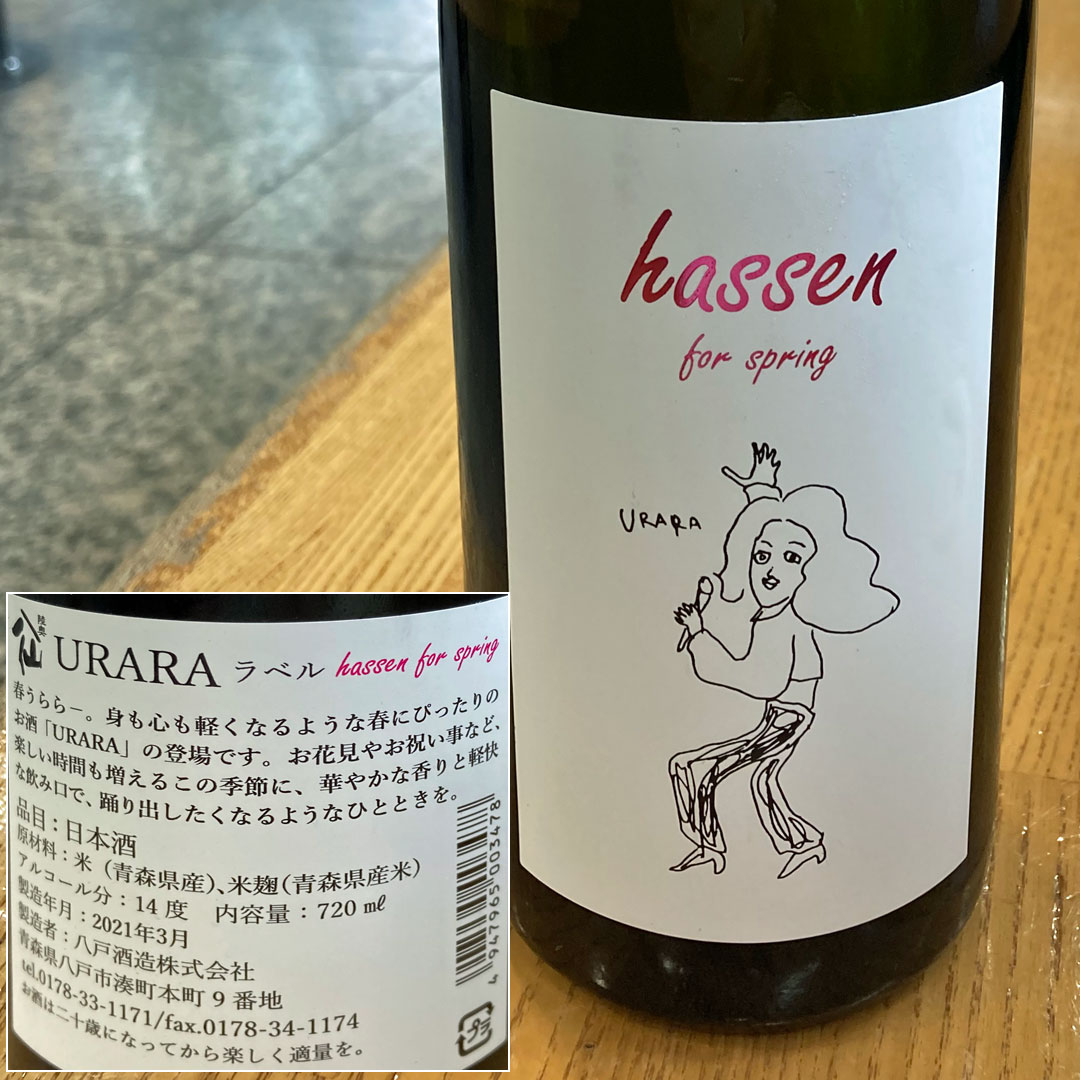 hassen
for spring
URARA
陸奥
八仙
URARA ラベル hassen for spring
春うらら－。身も心も軽くなるような春にぴったりの
お酒「URARA」の登場です。お花見やお祝い事など、
楽しい時間も増えるこの季節に、華やかな香りと軽快
な飲み口で、踊り出したくなるようなひとときを。
品目：日本酒
原材料：米（青森県産）、米麹（青森県産米）
アルコール分：14度 内容量：720㎖
製造年月：2021年3月
製造者：八戸酒造株式会社
青森県八戸市湊町本町9番地
tel.0178-33-1171/fax.0178-34-1174
お酒は二十歳になってから楽しく適量を。
4947965003478
プラ